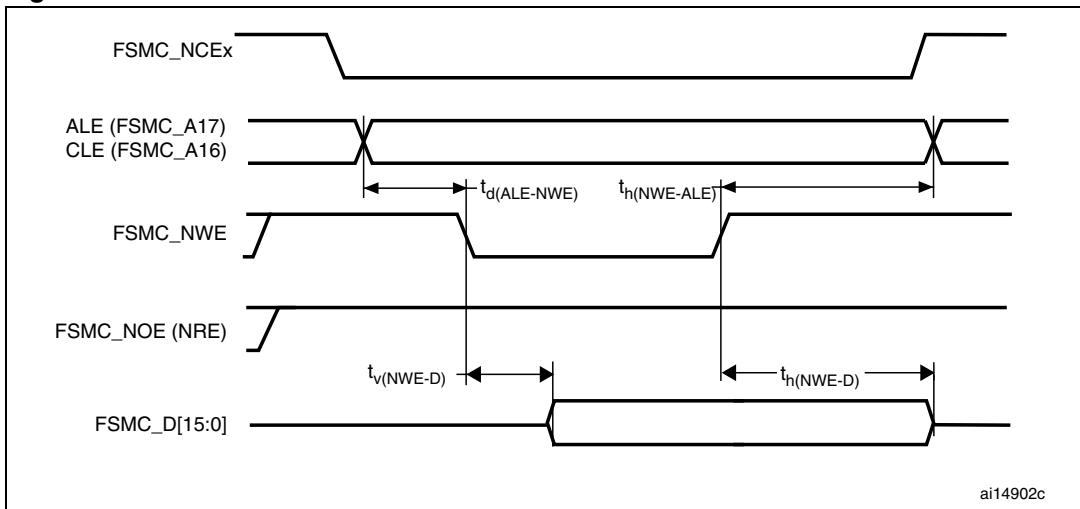 FSMC_NCEx
ALE (FSMC_A17)
CLE (FSMC_A16)
td(ALE-NWE)
th(NWE-ALE)
FSMC_NWE
FSMC_NOE (NRE)
tv(NWE-D)
th(NWE-D)
FSMC_D[15:0]
ai14902c